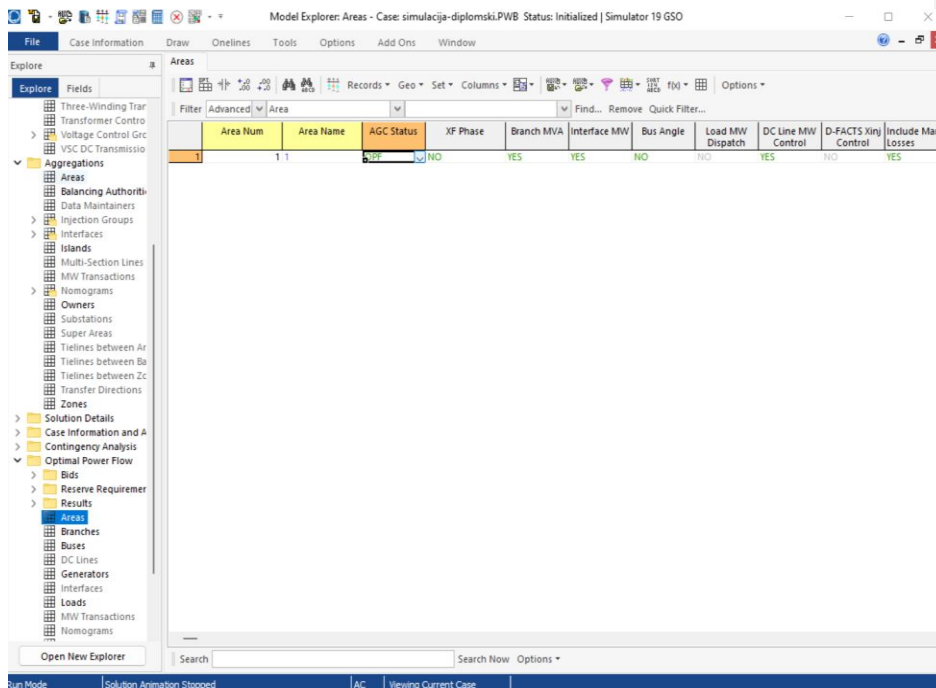 Model Explorer: Areas - Case: simulacija-diplomski.PWB Status: Initialized | Simulator 19 GSO
File Case Information Draw Onelines Tools Options Add Ons Window
Explore
Areas
Explore Fields
Records Geo Set Columns Options
Filter Advanced Area Find... Remove Quick Filter...
Area Num Area Name AGC Status XF Phase Branch MVA Interface MW Bus Angle Load MW Dispatch DC Line MW Control D-FACTS Xinj Control Include Mar Losses
1 1 1 OPF NO YES YES NO NO YES NO YES
Three-Winding Tran
Transformer Contro
Voltage Control Grc
VSC DC Transmissio
Aggregations
Areas
Balancing Authoritie
Data Maintainers
Injection Groups
Interfaces
Islands
Multi-Section Lines
MW Transactions
Nomograms
Owners
Substations
Super Areas
Tielines between Ar
Tielines between Ba
Tielines between Zc
Transfer Directions
Zones
Solution Details
Case Information and A
Contingency Analysis
Optimal Power Flow
Bids
Reserve Requiremer
Results
Areas
Branches
Buses
DC Lines
Generators
Interfaces
Loads
MW Transactions
Nomograms
Open New Explorer
Search Search Now Options
Run Mode Solution Animation Stopped AC Viewing Current Case